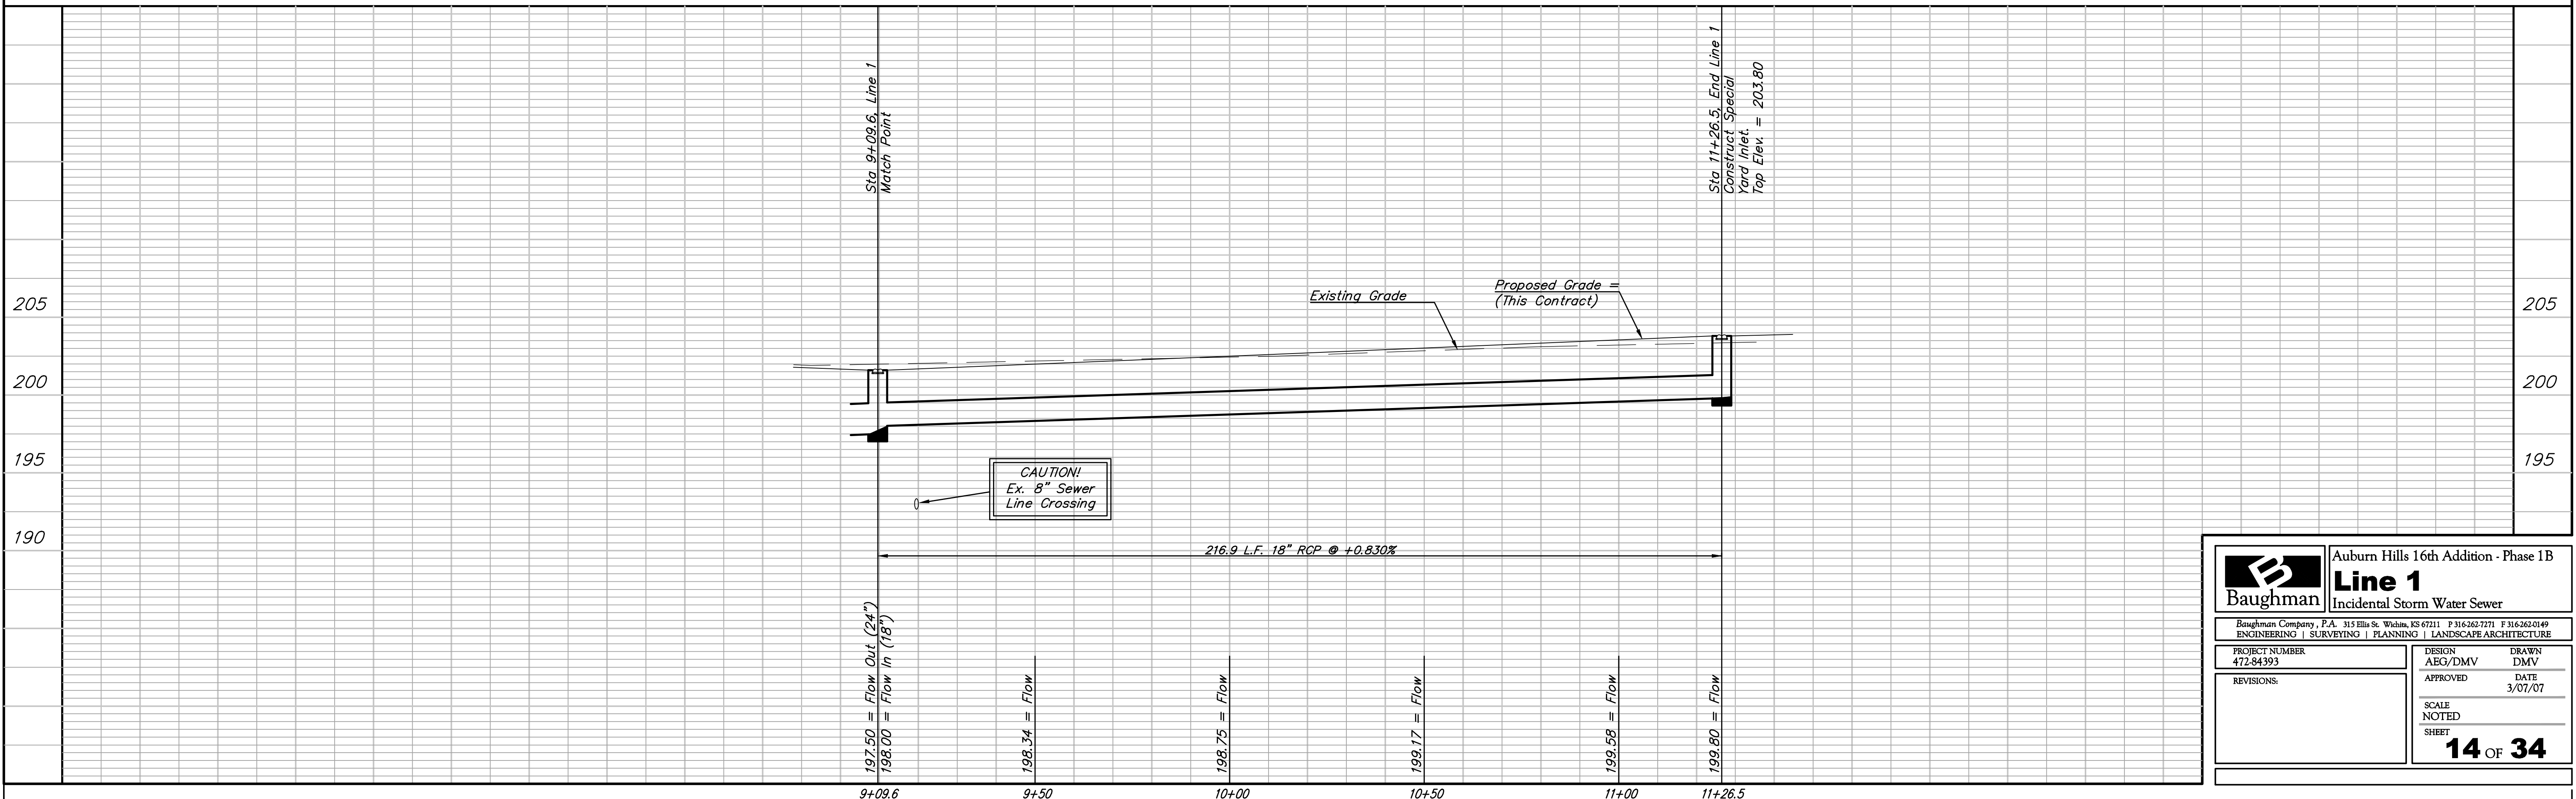 Sta 9+09.6, Line 1
Match Point
Sta 11+26.5, End Line 1
Construct Special
Yard Inlet.
Top Elev. = 203.80
205
205
Existing Grade
Proposed Grade =
(This Contract)
200
200
195
195
CAUTION!
Ex. 8" Sewer
Line Crossing
190
216.9 L.F. 18" RCP @ +0.830%
197.50 = Flow Out (24")
198.00 = Flow In (18")
198.34 = Flow
198.75 = Flow
199.17 = Flow
199.58 = Flow
199.80 = Flow
9+09.6
9+50
10+00
10+50
11+00
11+26.5
B
Baughman
Auburn Hills 16th Addition - Phase 1B
Line 1
Incidental Storm Water Sewer
Baughman Company, P.A. 315 Ellis St. Wichita, KS 67211 P 316-262-7271 F 316-262-0149
ENGINEERING | SURVEYING | PLANNING | LANDSCAPE ARCHITECTURE
PROJECT NUMBER
472-84393
REVISIONS:
DESIGN
AEG/DMV
DRAWN
DMV
APPROVED
DATE
3/07/07
SCALE
NOTED
SHEET
14 OF 34